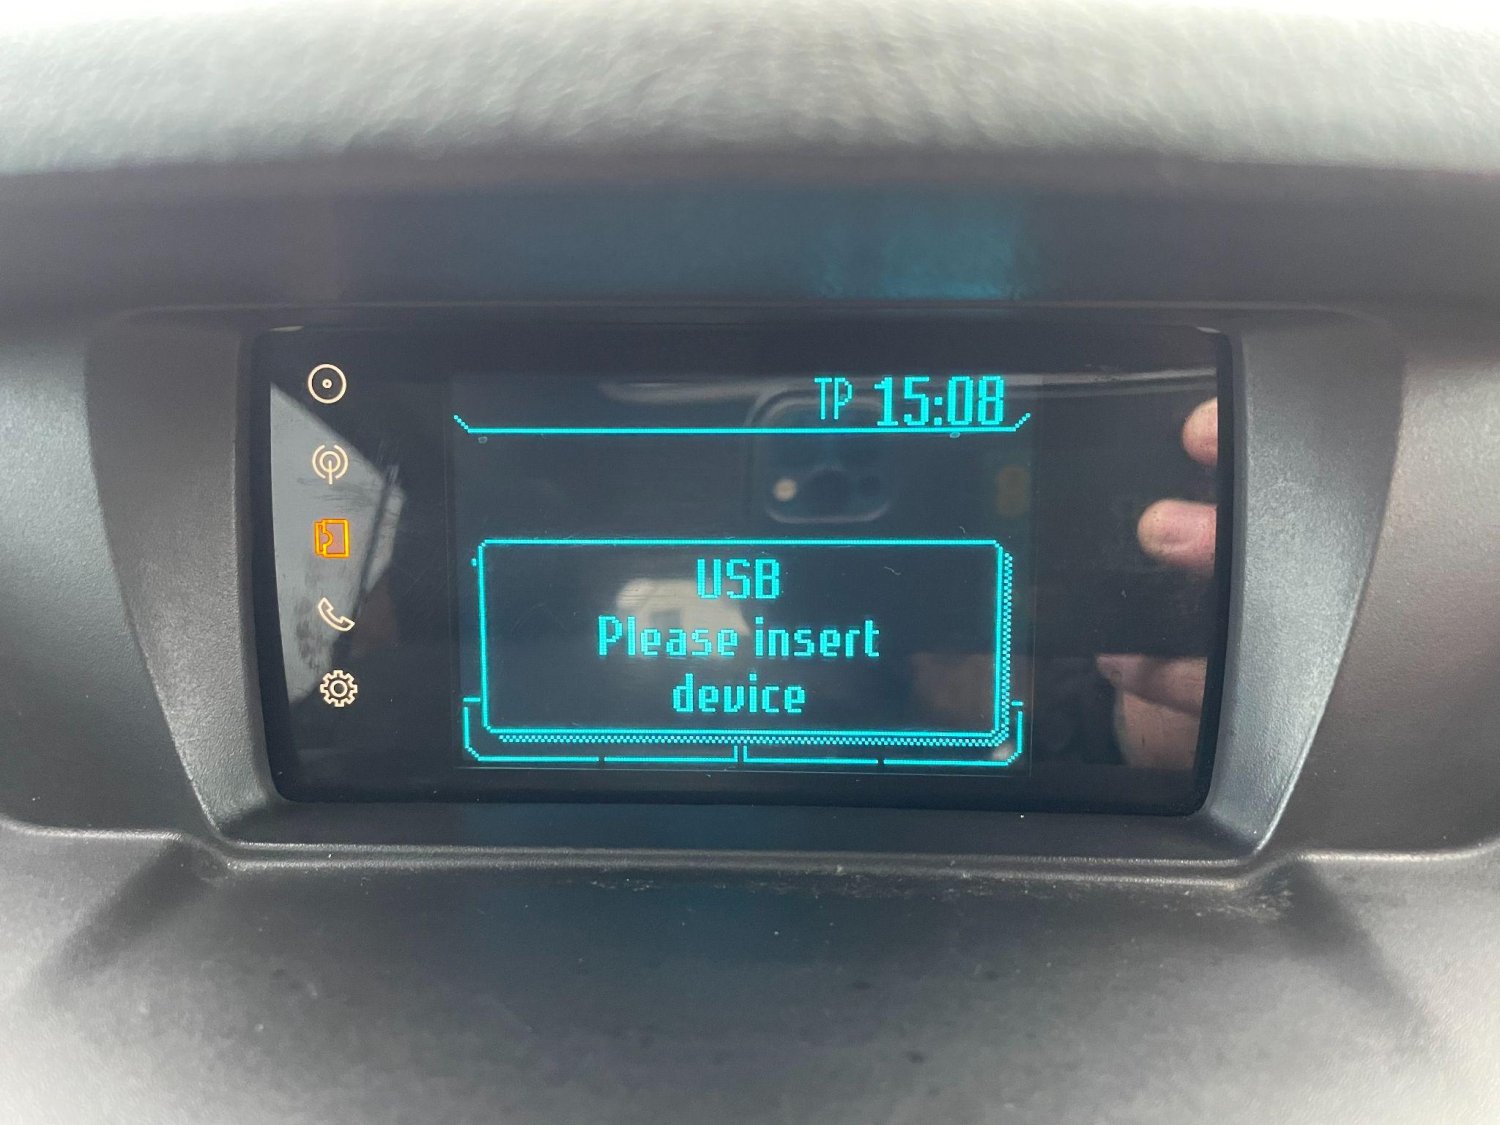 TP 15:08
USB
Please insert
device